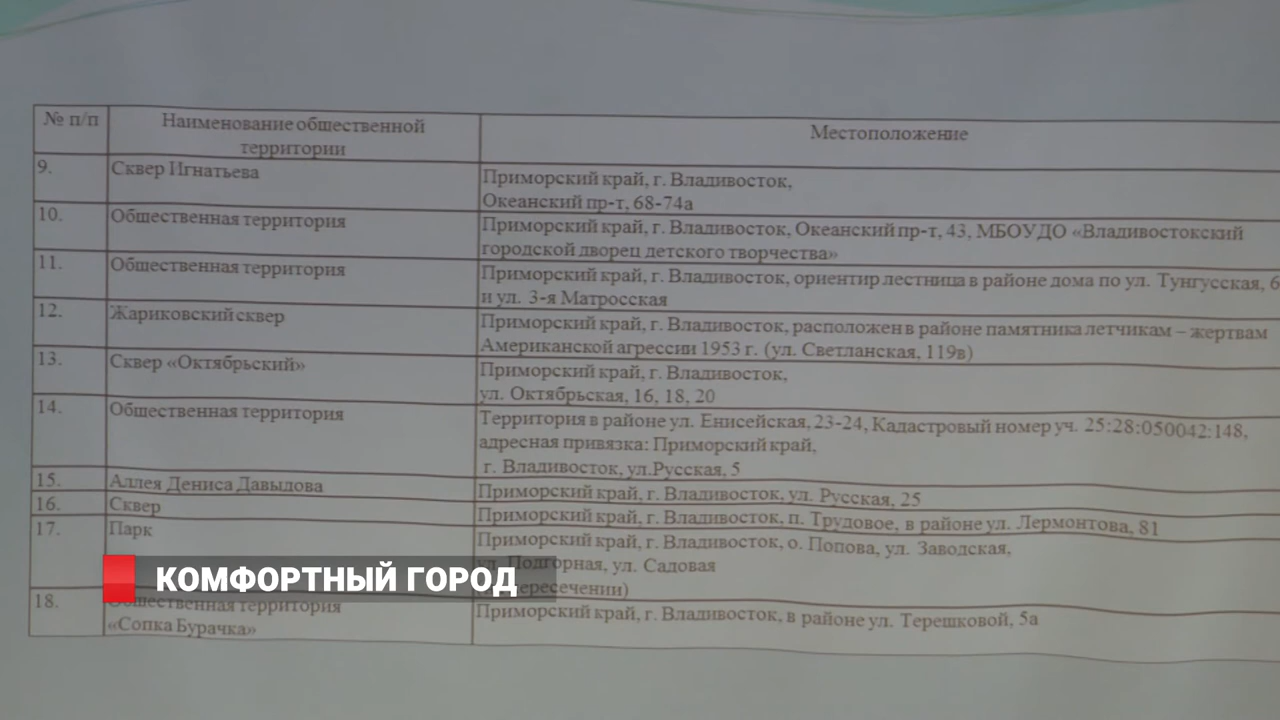 № п/п
Наименование общественной
территории
Местоположение
9.
Сквер Игнатьева
Приморский край, г. Владивосток,
Океанский пр-т, 68-74а
10.
Общественная территория
Приморский край, г. Владивосток, Океанский пр-т, 43, МБОУДО «Владивостокский
городской дворец детского творчества»
11.
Общественная территория
Приморский край, г. Владивосток, ориентир лестница в районе дома по ул. Тунгусская,
и ул. 3-я Матросская
12.
Жариковский сквер
Приморский край, г. Владивосток, расположен в районе памятника летчикам – жертвам
Американской агрессии 1953 г. (ул. Светланская, 119в)
13.
Сквер «Октябрьский»
Приморский край, г. Владивосток,
ул. Октябрьская, 16, 18, 20
14.
Общественная территория
Территория в районе ул. Енисейская, 23-24, Кадастровый номер уч. 25:28:050042:148,
адресная привязка: Приморский край,
г. Владивосток, ул.Русская, 5
15.
Аллея Дениса Давыдова
Приморский край, г. Владивосток, ул. Русская, 25
16.
Сквер
Приморский край, г. Владивосток, п. Трудовое, в районе ул. Лермонтова, 81
17.
Парк
Приморский край, г. Владивосток, о. Попова, ул. Заводская,
ул. Подгорная, ул. Садовая
пересечении)
КОМФОРТНЫЙ ГОРОД
18.
Общественная территория
«Сопка Бурачка»
Приморский край, г. Владивосток, в районе ул. Терешковой, 5а